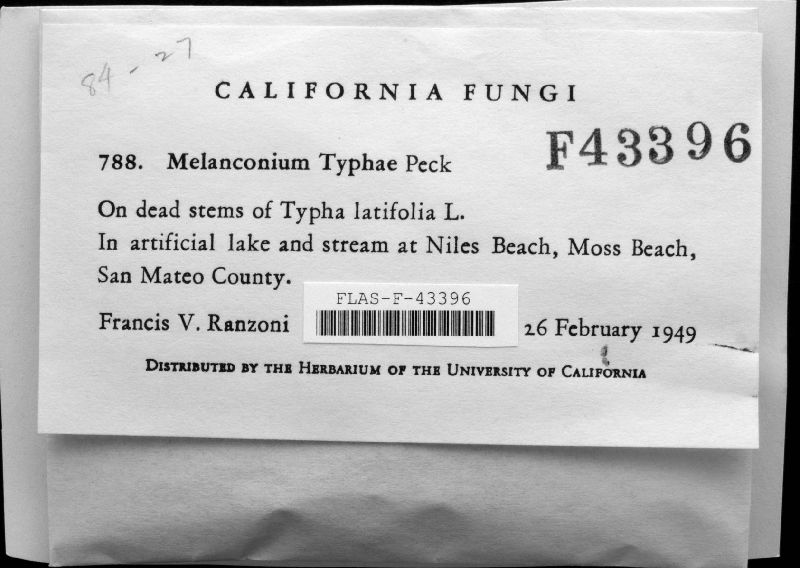 84-27
CALIFORNIA FUNGI
F43396
788. Melanconium Typhae Peck
On dead stems of Typha latifolia L.
In artificial lake and stream at Niles Beach, Moss Beach,
San Mateo County.
FLAS-F-43396
Francis V. Ranzoni 26 February 1949
DISTRIBUTED BY THE HERBARIUM OF THE UNIVERSITY OF CALIFORNIA